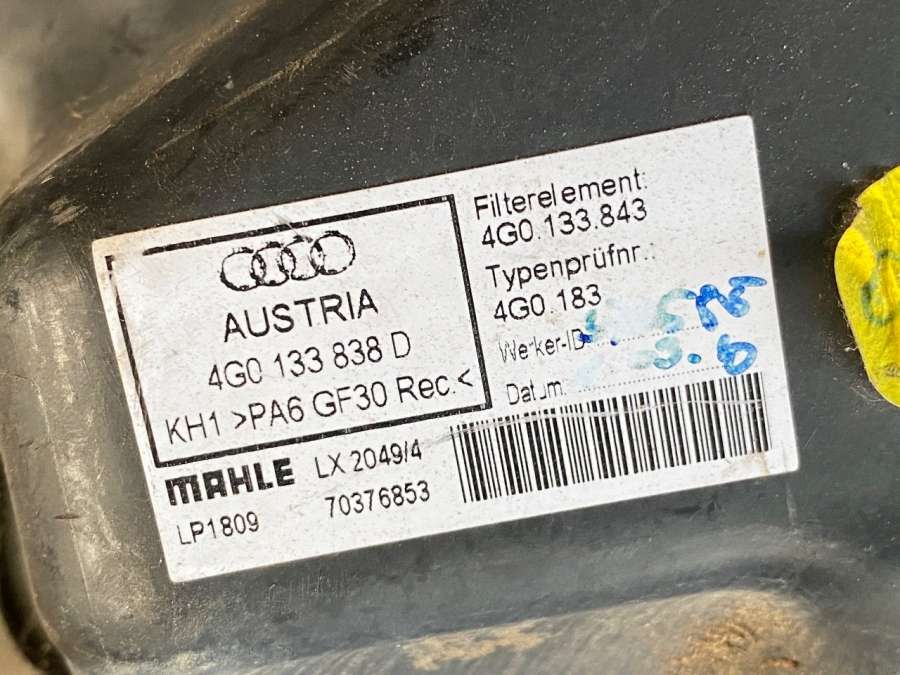 AUSTRIA
4G0 133 838 D
KH1 >PA6 GF30 Rec.<
MAHLE LX 2049/4
LP1809 70376853
Filterelement:
4G0.133.843
Typenprüfnr.:
4G0.183
Werker-ID
Datum: